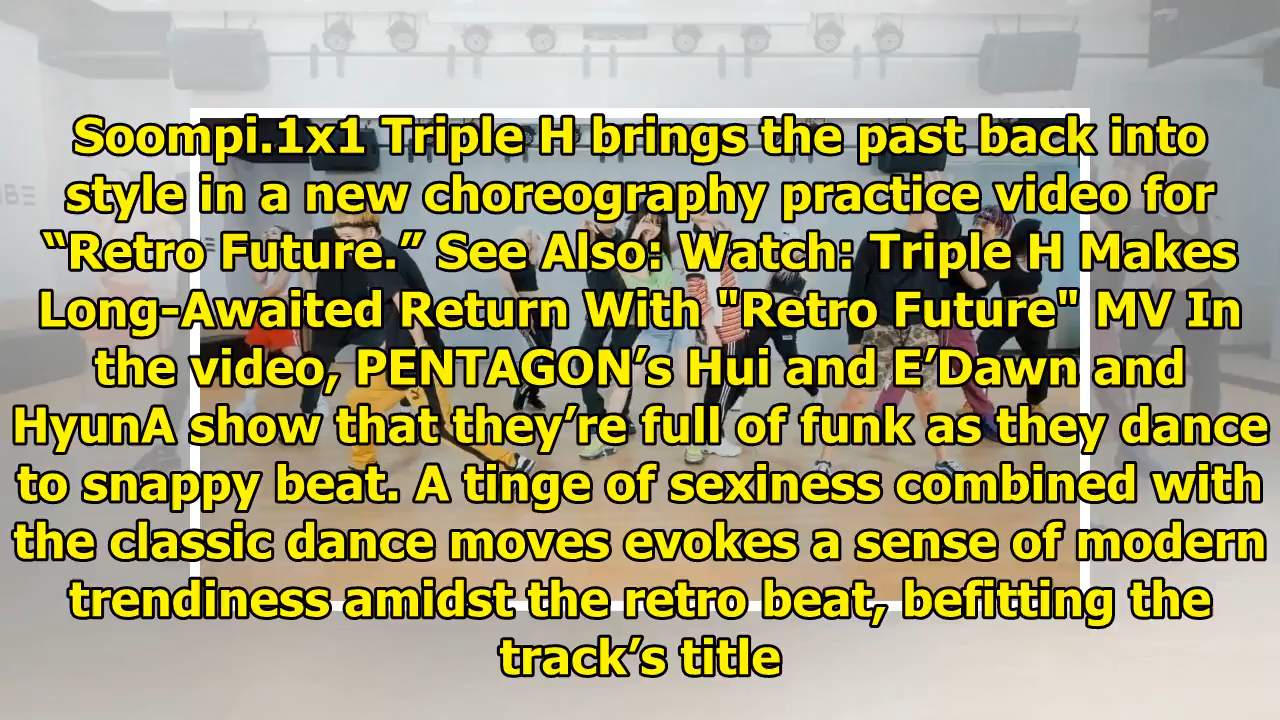 Soompi.1x1 Triple H brings the past back into
style in a new choreography practice video for
“Retro Future.” See Also: Watch: Triple H Makes
Long-Awaited Return With "Retro Future" MV In
the video, PENTAGON’s Hui and E’Dawn and
HyunA show that they’re full of funk as they dance
to snappy beat. A tinge of sexiness combined with
the classic dance moves evokes a sense of modern
trendiness amidst the retro beat, befitting the
track’s title